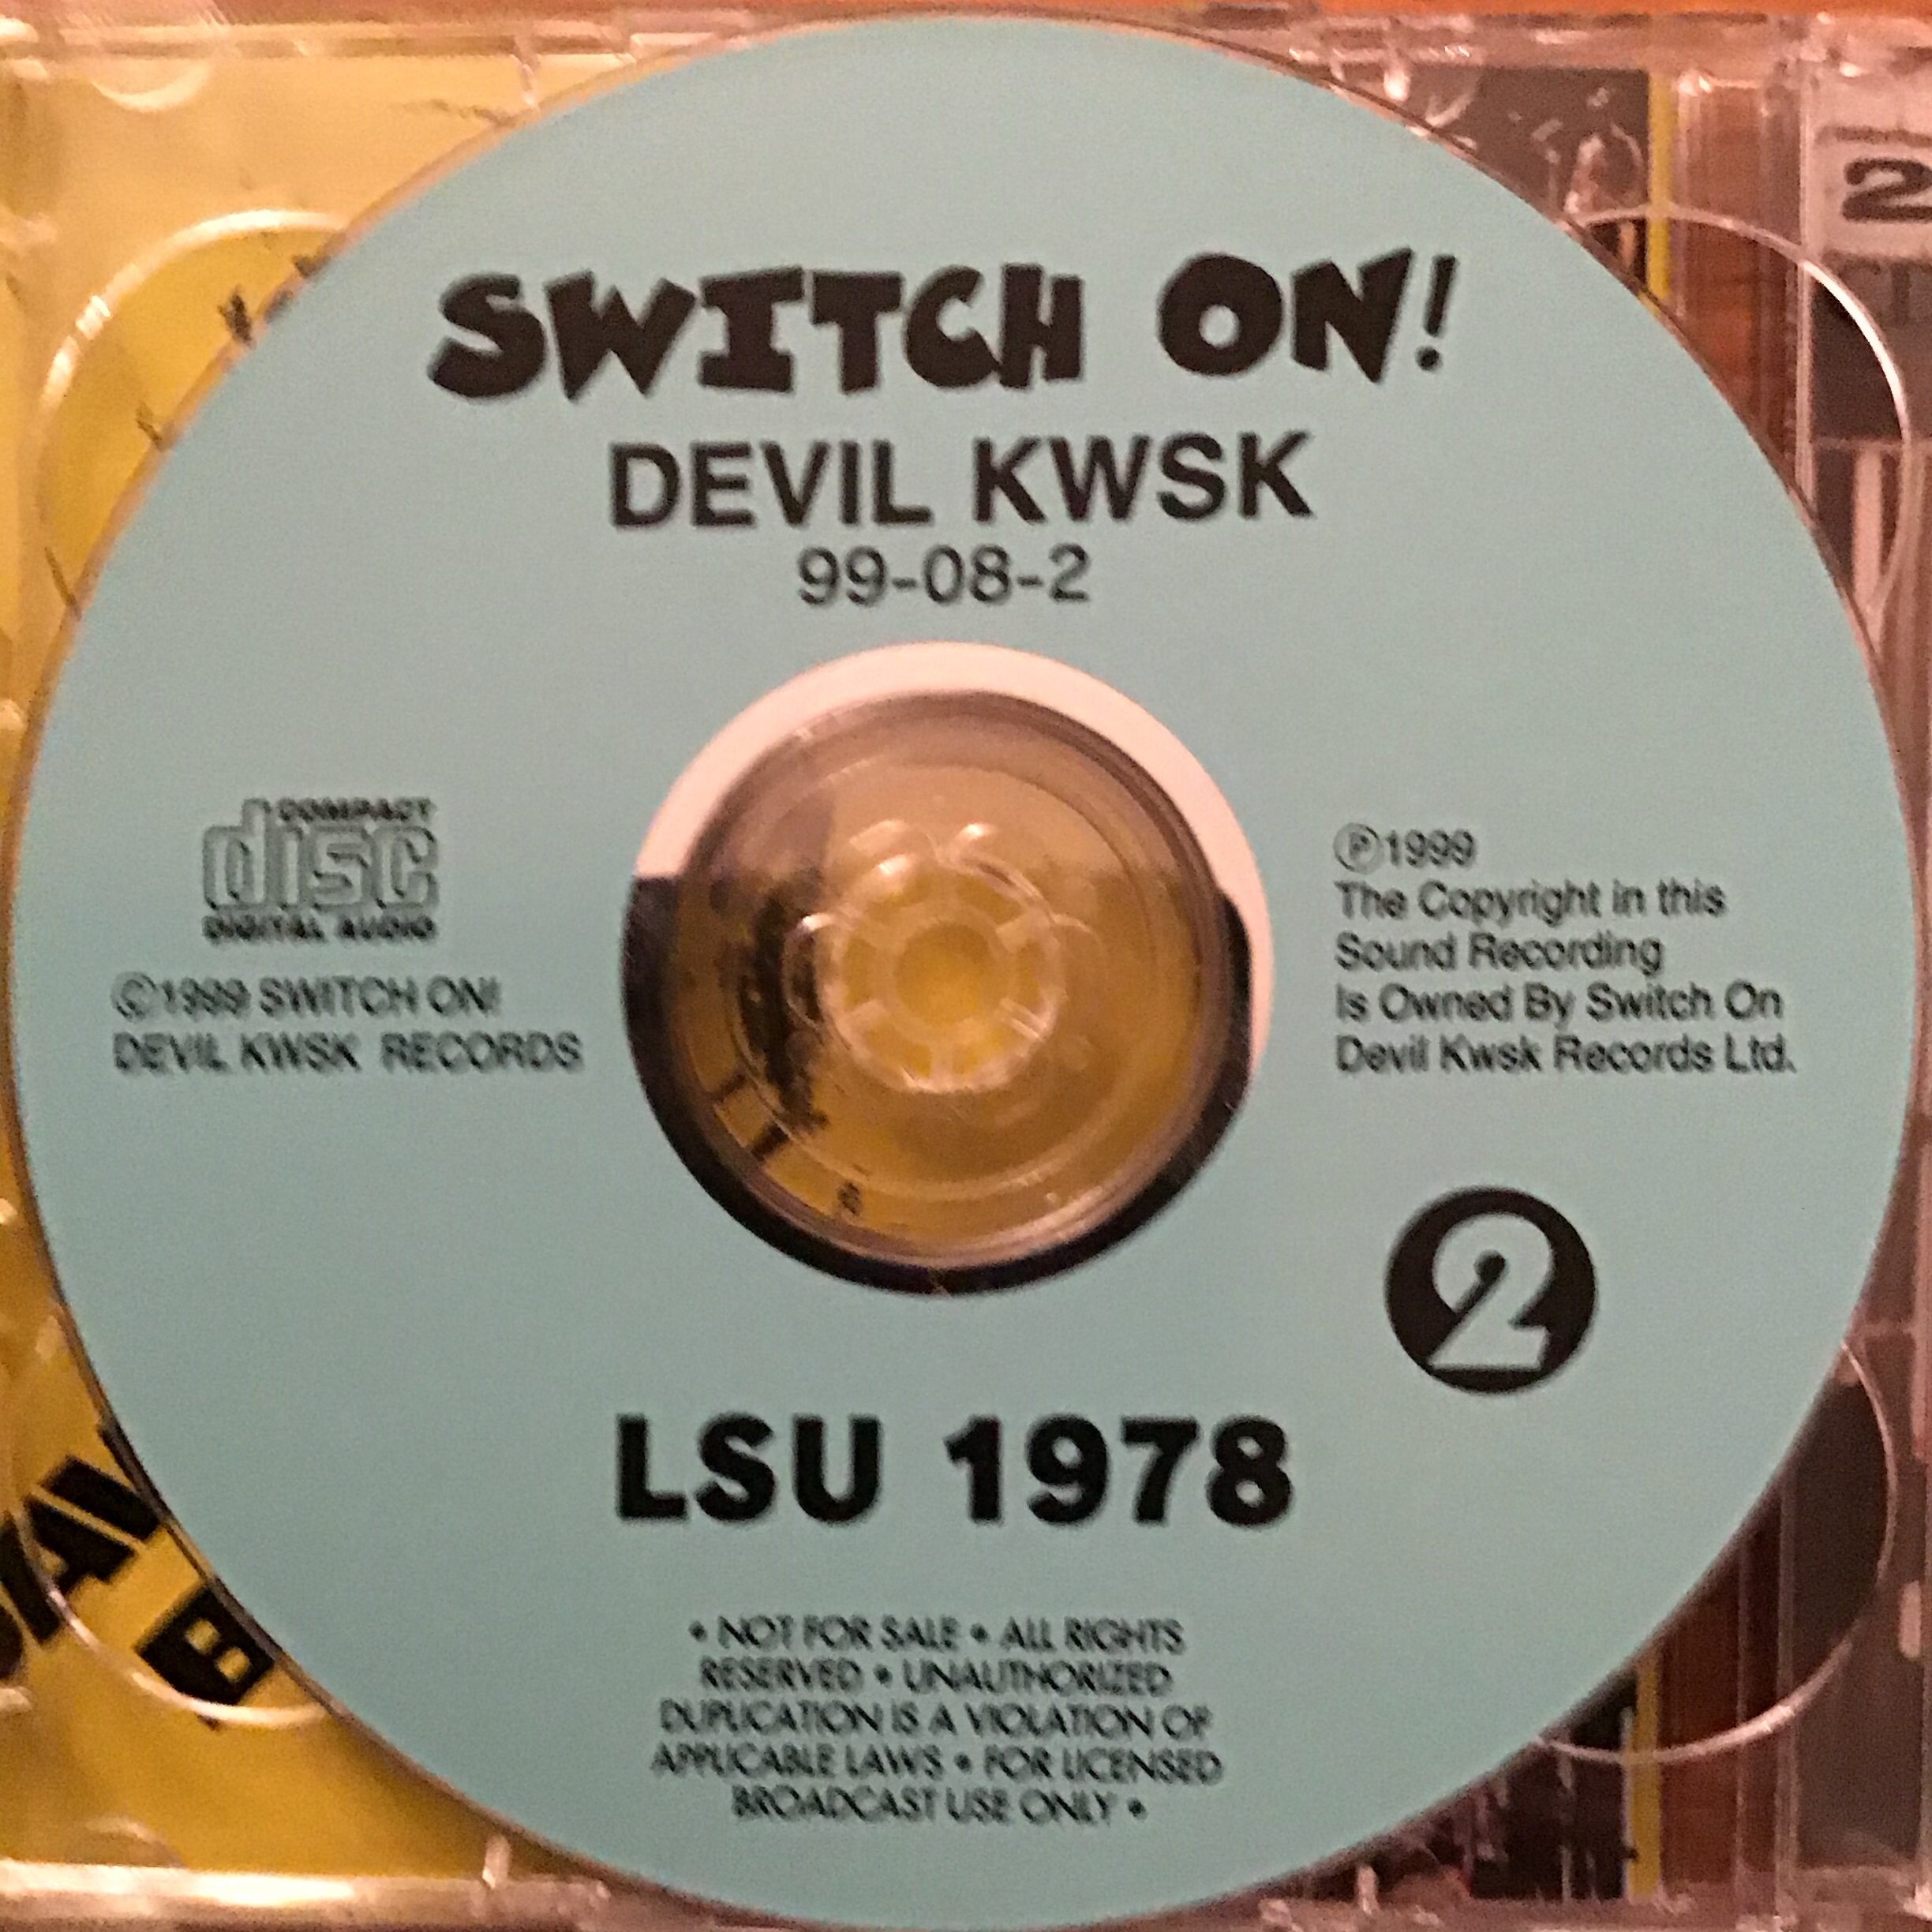 SWITCH ON!
DEVIL KWSK
99-08-2
COMPACT
disc
DIGITAL AUDIO
©1999 SWITCH ON!
DEVIL KWSK RECORDS
℗1999
The Copyright in this
Sound Recording
Is Owned By Switch On
Devil Kwsk Records Ltd.
2
LSU 1978
• NOT FOR SALE • ALL RIGHTS
RESERVED • UNAUTHORIZED
DUPLICATION IS A VIOLATION OF
APPLICABLE LAWS • FOR LICENSED
BROADCAST USE ONLY •
2